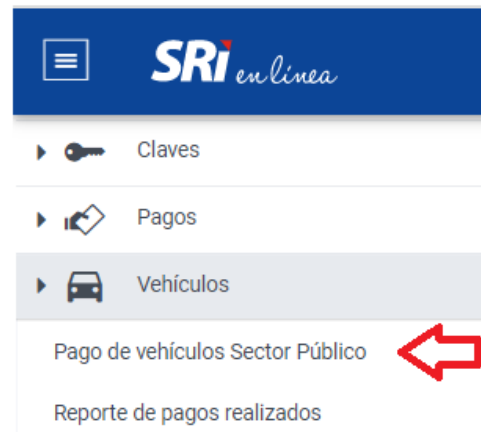 SRi en línea
Claves
Pagos
Vehículos
Pago de vehículos Sector Público
Reporte de pagos realizados